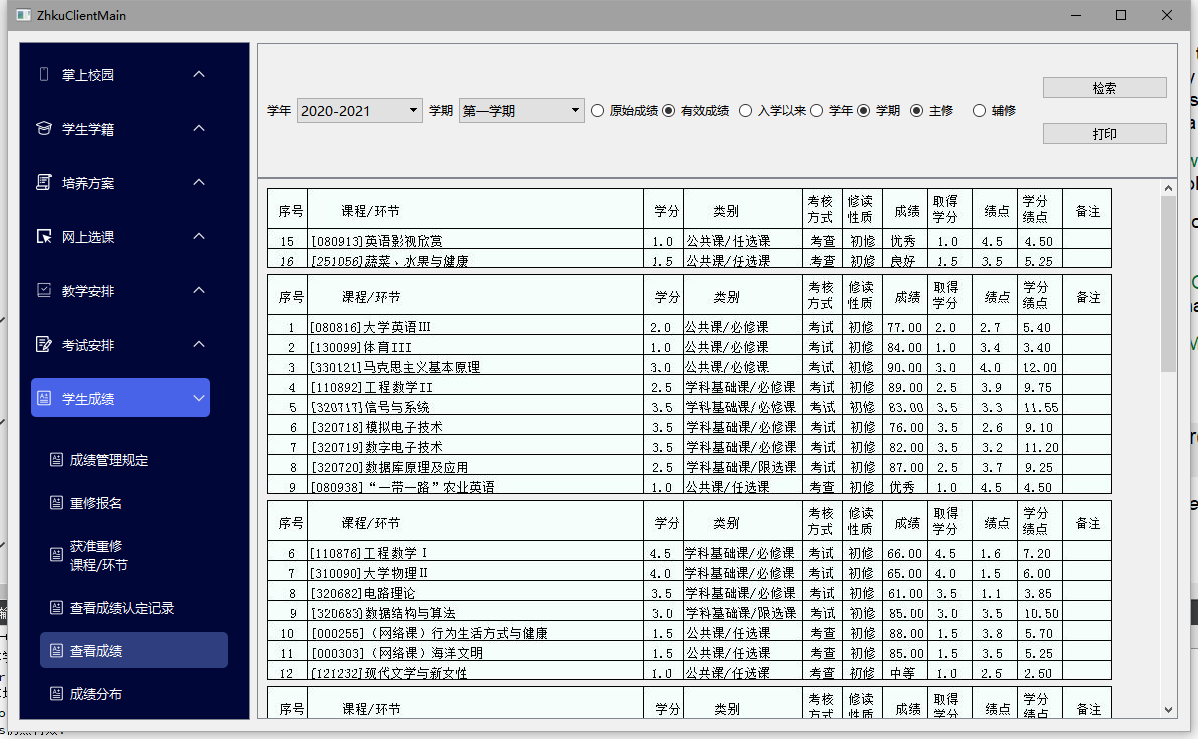 ZhkuClientMain
掌上校园
学生学籍
培养方案
网上选课
教学安排
考试安排
学生成绩
成绩管理规定
重修报名
获准重修
课程/环节
查看成绩认定记录
查看成绩
成绩分布
学年 2020-2021 学期 第一学期 原始成绩 有效成绩 入学以来 学年 学期 主修 辅修
检索
打印
序号 课程/环节 学分 类别 考核方式 修读性质 成绩 取得学分 绩点 学分绩点 备注
15 [080913]英语影视欣赏 1.0 公共课/任选课 考查 初修 优秀 1.0 4.5 4.50
16 [251056]蔬菜、水果与健康 1.5 公共课/任选课 考查 初修 良好 1.5 3.5 5.25
序号 课程/环节 学分 类别 考核方式 修读性质 成绩 取得学分 绩点 学分绩点 备注
1 [080816]大学英语Ⅲ 2.0 公共课/必修课 考试 初修 77.00 2.0 2.7 5.40
2 [130099]体育III 1.0 公共课/必修课 考试 初修 84.00 1.0 3.4 3.40
3 [330121]马克思主义基本原理 3.0 公共课/必修课 考试 初修 90.00 3.0 4.0 12.00
4 [110892]工程数学II 2.5 学科基础课/必修课 考试 初修 89.00 2.5 3.9 9.75
5 [320717]信号与系统 3.5 学科基础课/必修课 考试 初修 83.00 3.5 3.3 11.55
6 [320718]模拟电子技术 3.5 学科基础课/必修课 考试 初修 76.00 3.5 2.6 9.10
7 [320719]数字电子技术 3.5 学科基础课/必修课 考试 初修 82.00 3.5 3.2 11.20
8 [320720]数据库原理及应用 2.5 学科基础课/限选课 考试 初修 87.00 2.5 3.7 9.25
9 [080938]“一带一路”农业英语 1.0 公共课/任选课 考查 初修 优秀 1.0 4.5 4.50
序号 课程/环节 学分 类别 考核方式 修读性质 成绩 取得学分 绩点 学分绩点 备注
6 [110876]工程数学Ⅰ 4.5 学科基础课/必修课 考试 初修 66.00 4.5 1.6 7.20
7 [310090]大学物理Ⅱ 4.0 学科基础课/必修课 考试 初修 65.00 4.0 1.5 6.00
8 [320682]电路理论 3.5 学科基础课/必修课 考试 初修 61.00 3.5 1.1 3.85
9 [320683]数据结构与算法 3.0 学科基础课/限选课 考试 初修 85.00 3.0 3.5 10.50
10 [000255]（网络课）行为生活方式与健康 1.5 公共课/任选课 考查 初修 88.00 1.5 3.8 5.70
11 [000303]（网络课）海洋文明 1.5 公共课/任选课 考查 初修 85.00 1.5 3.5 5.25
12 [121232]现代文学与新女性 1.0 公共课/任选课 考查 初修 中等 1.0 2.5 2.50
序号 课程/环节 学分 类别 考核方式 修读性质 成绩 取得学分 绩点 学分绩点 备注